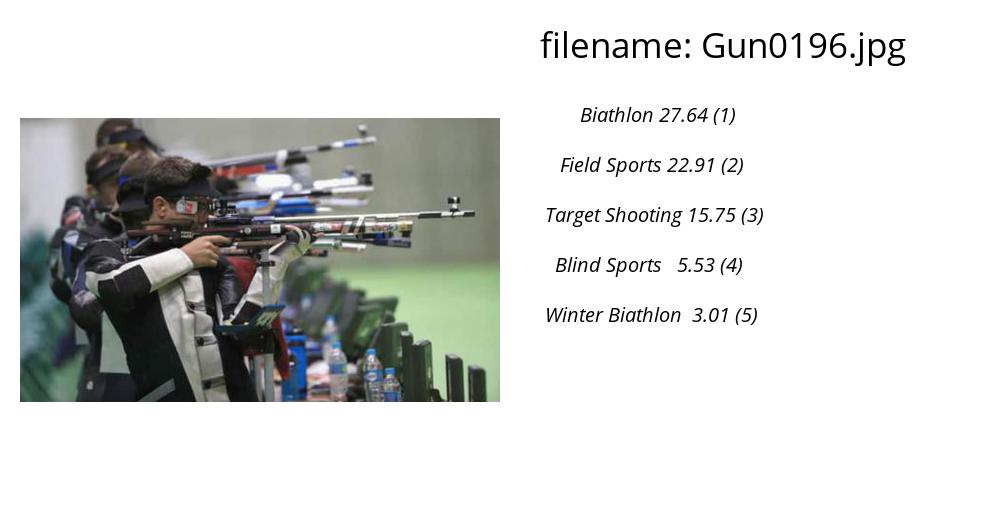 filename: Gun0196.jpg
Biathlon 27.64 (1)
Field Sports 22.91 (2)
Target Shooting 15.75 (3)
Blind Sports 5.53 (4)
Winter Biathlon 3.01 (5)